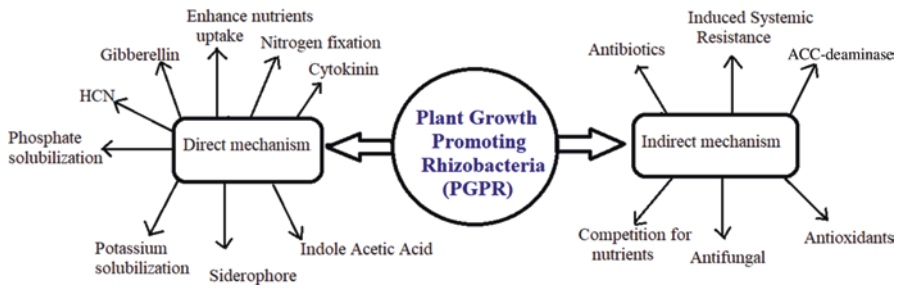 Enhance nutrients
uptake
Gibberellin
Nitrogen fixation
Cytokinin
HCN
Phosphate
solubilization
Direct mechanism
Potassium
solubilization
Siderophore
Indole Acetic Acid
Plant Growth
Promoting
Rhizobacteria
(PGPR)
Induced Systemic
Resistance
Antibiotics
ACC-deaminase
Indirect mechanism
Competition for
nutrients
Antifungal
Antioxidants